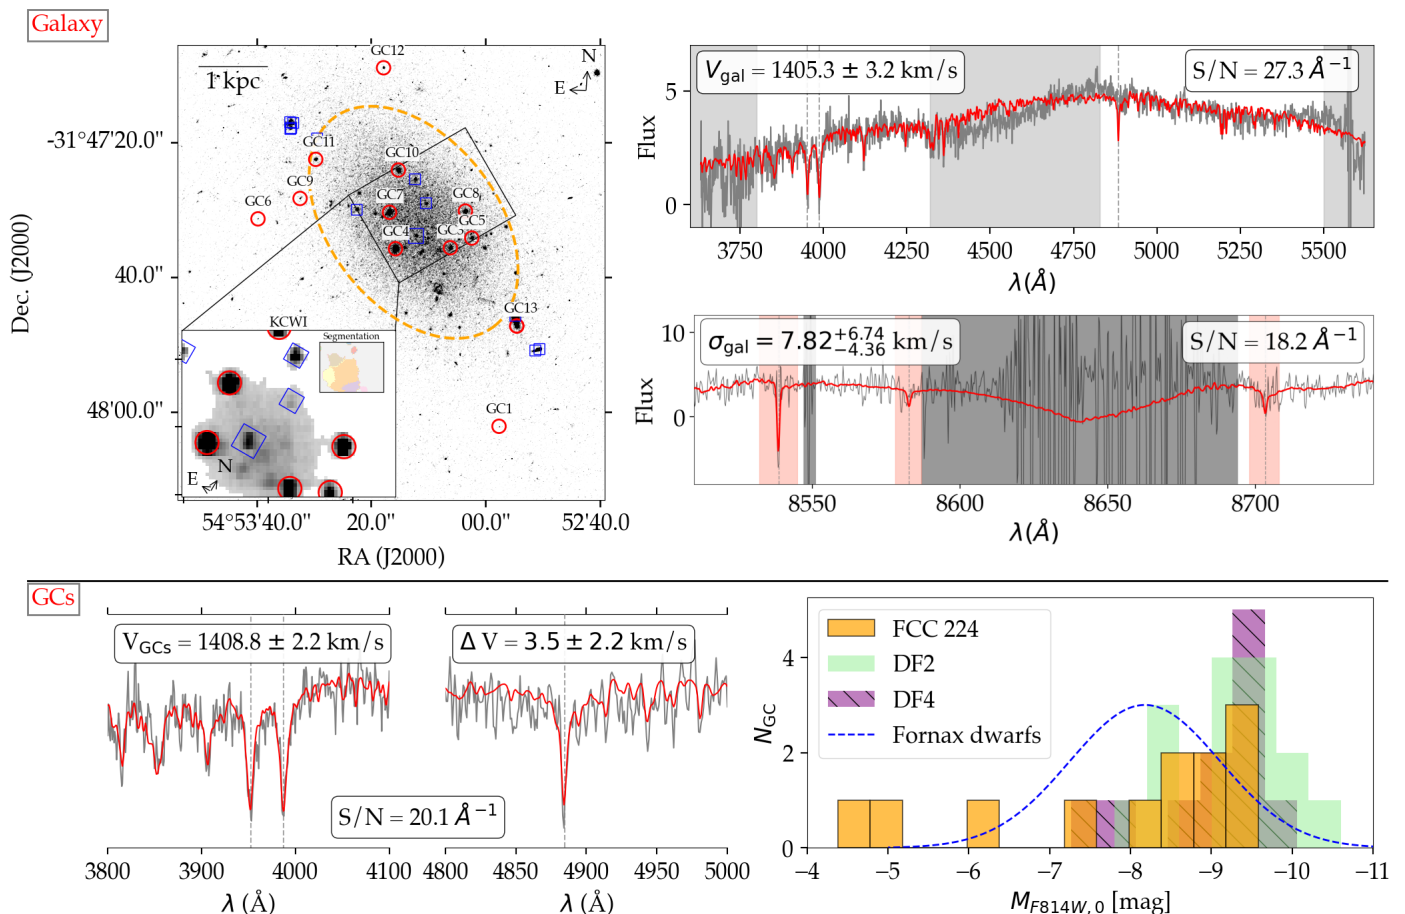 Galaxy
GC12
1 kpc
N
E
-31°47'20.0"
GC11
GC10
GC9
GC6
GC7
GC8
GC5
GC4
40.0"
GC13
KCWI
Segmentation
48'00.0"
GC1
N
E
Dec. (J2000)
54°53'40.0"
20.0"
00.0"
52'40.0
RA (J2000)
V_gal = 1405.3 ± 3.2 km/s
S/N = 27.3 Å⁻¹
5
0
Flux
3750
4000
4250
4500
4750
5000
5250
5500
λ(Å)
σ_gal = 7.82 +6.74 −4.36 km/s
S/N = 18.2 Å⁻¹
10
0
Flux
8550
8600
8650
8700
λ(Å)
GCs
V_GCs = 1408.8 ± 2.2 km/s
S/N = 20.1 Å⁻¹
3800
3900
4000
4100
λ (Å)
Δ V = 3.5 ± 2.2 km/s
4800
4850
4900
4950
5000
λ (Å)
FCC 224
DF2
DF4
Fornax dwarfs
4
2
0
N_GC
−4
−5
−6
−7
−8
−9
−10
−11
M_F814W,0 [mag]